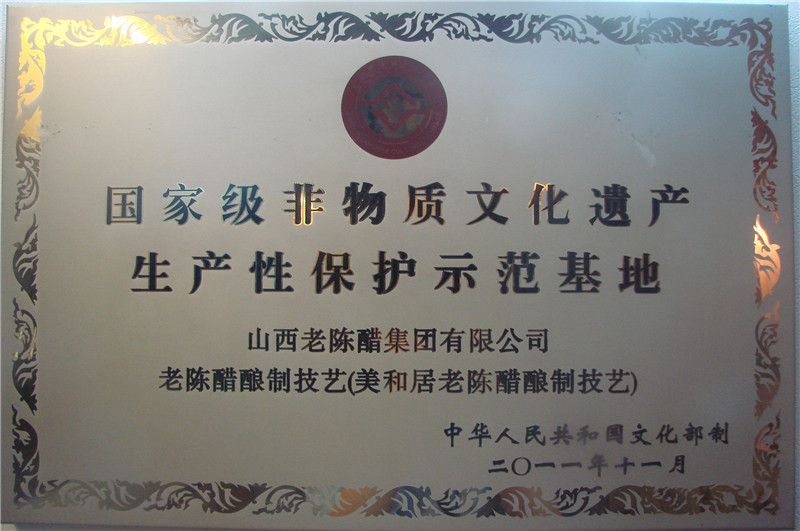 国家级非物质文化遗产
生产性保护示范基地
山西老陈醋集团有限公司
老陈醋酿制技艺(美和居老陈醋酿制技艺)
中华人民共和国文化部制
二〇一一年十一月